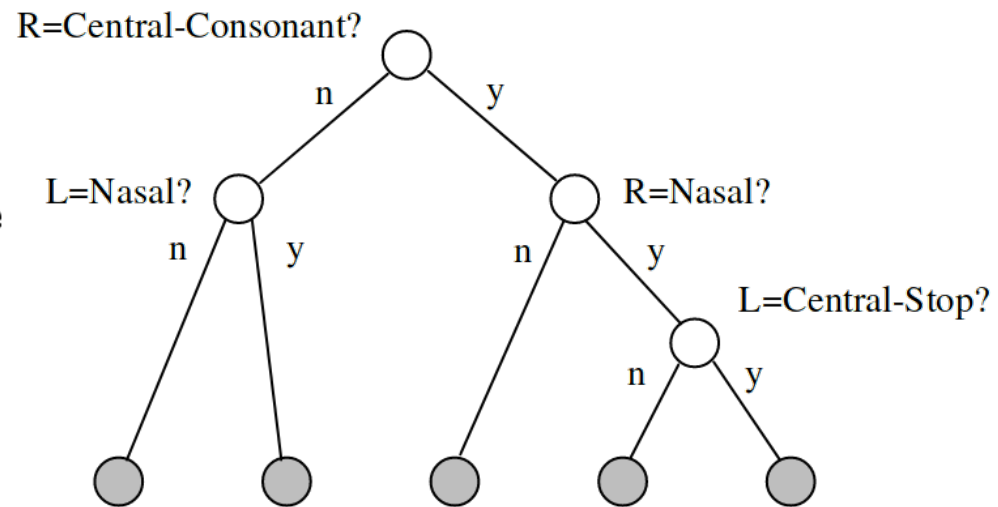 R=Central-Consonant?
n
y
L=Nasal?
R=Nasal?
n
y
n
y
L=Central-Stop?
n
y